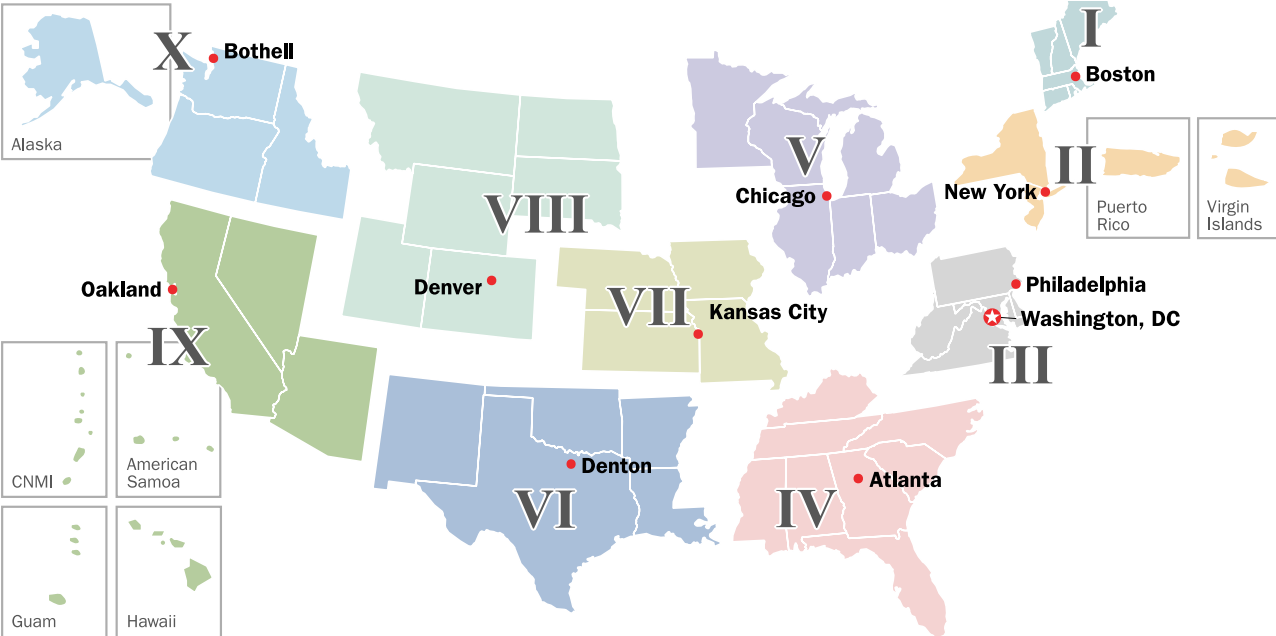 Alaska
X
Bothell
I
Boston
V
Chicago
II
New York
Puerto
Rico
Virgin
Islands
VIII
Denver
Oakland
IX
VII
Kansas City
Philadelphia
Washington, DC
III
CNMI
American
Samoa
Denton
VI
Atlanta
IV
Guam
Hawaii